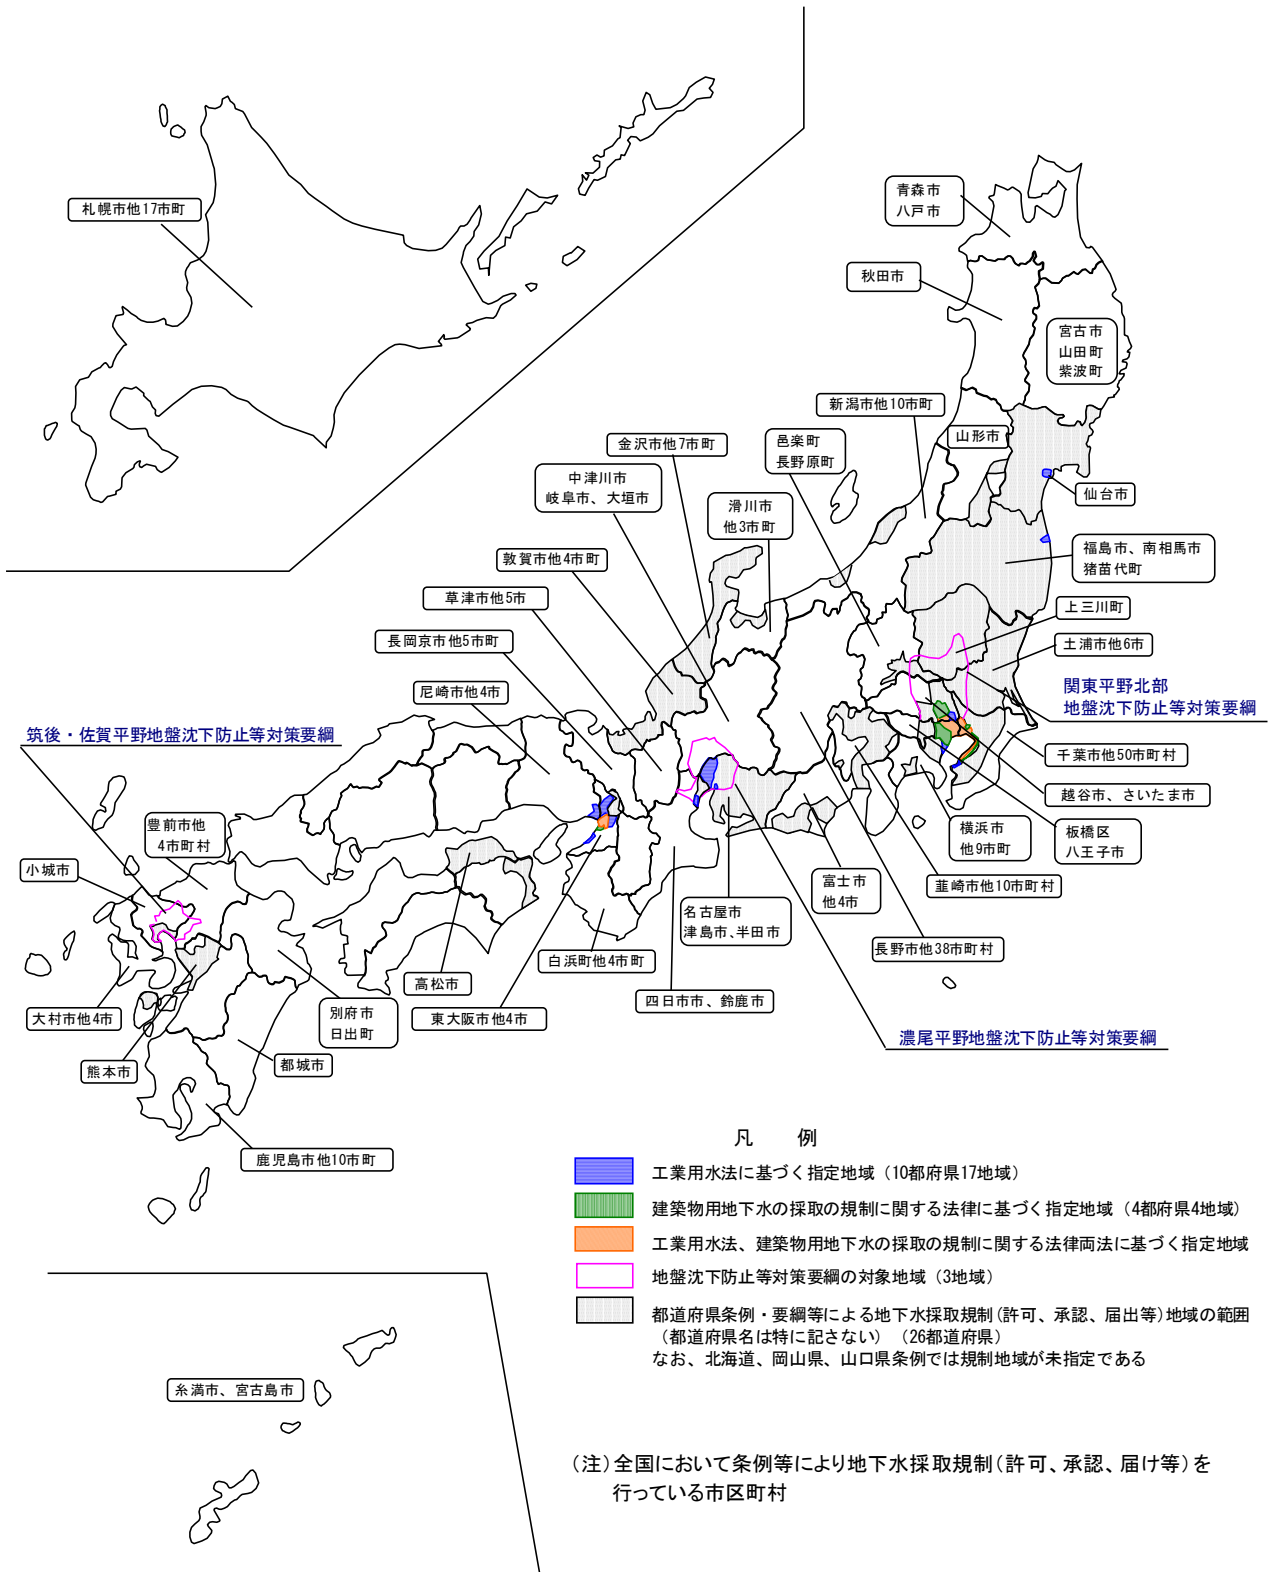 札幌市他17市町
青森市
八戸市
秋田市
宮古市
山田町
紫波町
新潟市他10市町
山形市
金沢市他7市町
邑楽町
長野原町
中津川市
岐阜市、大垣市
滑川市
他3市町
仙台市
福島市、南相馬市
猪苗代町
敦賀市他4市町
草津市他5市
上三川町
長岡京市他5市町
土浦市他6市
尼崎市他4市
関東平野北部
地盤沈下防止等対策要綱
筑後・佐賀平野地盤沈下防止等対策要綱
千葉市他50市町村
越谷市、さいたま市
豊前市他
4市町村
横浜市
他9市町
板橋区
八王子市
小城市
富士市
他4市
韮崎市他10市町村
名古屋市
津島市、半田市
長野市他38市町村
白浜町他4市町
高松市
四日市市、鈴鹿市
大村市他4市
別府市
日出町
東大阪市他4市
濃尾平野地盤沈下防止等対策要綱
熊本市
都城市
鹿児島市他10市町
凡 例
工業用水法に基づく指定地域（10都府県17地域）
建築物用地下水の採取の規制に関する法律に基づく指定地域（4都府県4地域）
工業用水法、建築物用地下水の採取の規制に関する法律両法に基づく指定地域
地盤沈下防止等対策要綱の対象地域（3地域）
都道府県条例・要綱等による地下水採取規制（許可、承認、届出等）地域の範囲
（都道府県名は特に記さない）（26都道府県）
なお、北海道、岡山県、山口県条例では規制地域が未指定である
糸満市、宮古島市
（注）全国において条例等により地下水採取規制（許可、承認、届け等）を
行っている市区町村